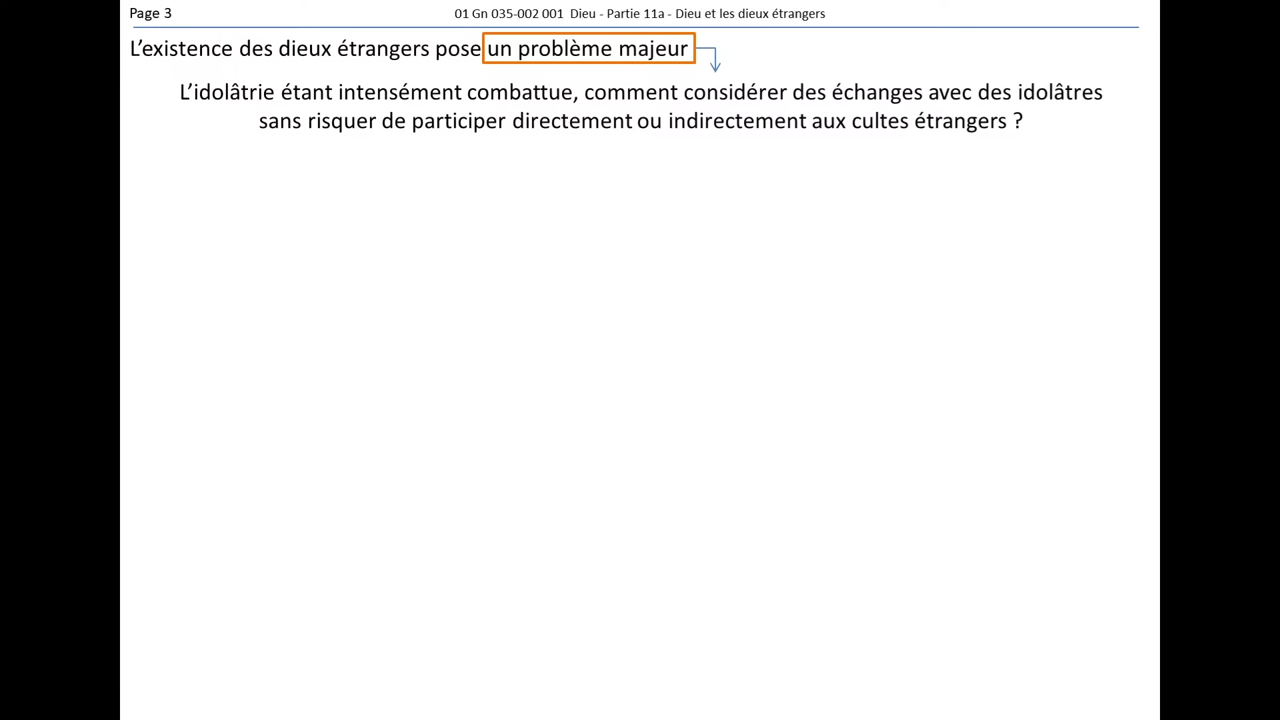 Page 3
01 Gn 035-002 001 Dieu - Partie 11a - Dieu et les dieux étrangers
L’existence des dieux étrangers pose un problème majeur
L’idolâtrie étant intensément combattue, comment considérer des échanges avec des idolâtres
sans risquer de participer directement ou indirectement aux cultes étrangers ?